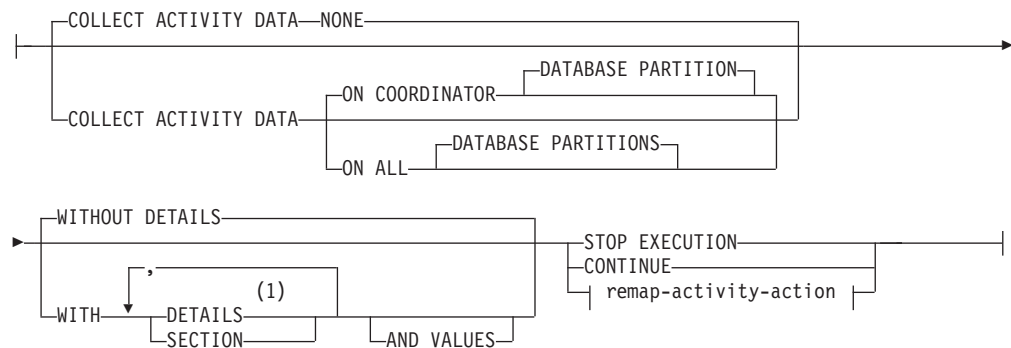 COLLECT ACTIVITY DATA NONE
DATABASE PARTITION
ON COORDINATOR
COLLECT ACTIVITY DATA
DATABASE PARTITIONS
ON ALL
WITHOUT DETAILS
,
(1)
WITH DETAILS
SECTION
AND VALUES
STOP EXECUTION
CONTINUE
remap-activity-action